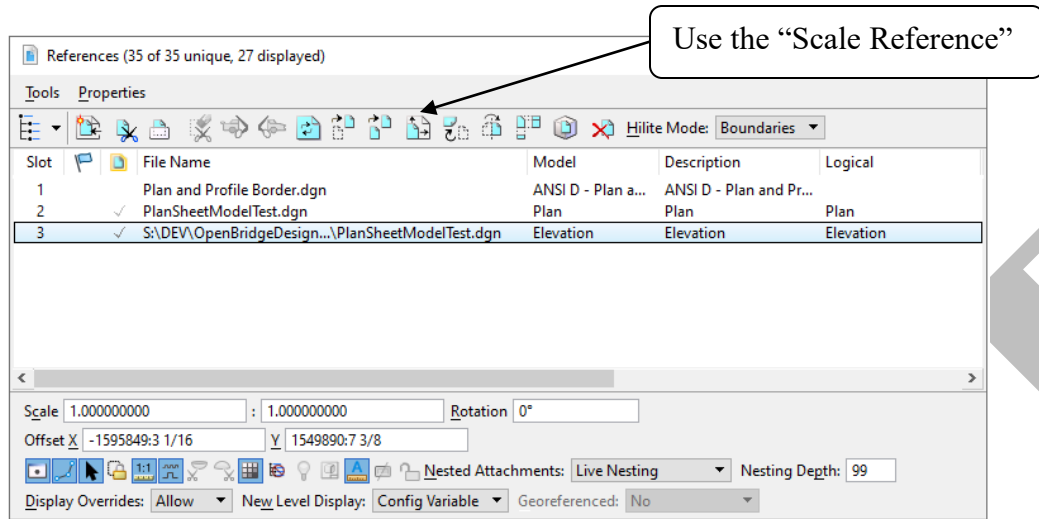 Use the “Scale Reference”
References (35 of 35 unique, 27 displayed)
Tools Properties
Hilite Mode: Boundaries
Slot File Name Model Description Logical
1 Plan and Profile Border.dgn ANSI D - Plan a... ANSI D - Plan and Pr...
2 PlanSheetModelTest.dgn Plan Plan Plan
3 S:\DEV\OpenBridgeDesign...\PlanSheetModelTest.dgn Elevation Elevation Elevation
Scale 1.000000000 : 1.000000000 Rotation 0°
Offset X -1595849:3 1/16 Y 1549890:7 3/8
1:1 A Nested Attachments: Live Nesting Nesting Depth: 99
Display Overrides: Allow New Level Display: Config Variable Georeferenced: No